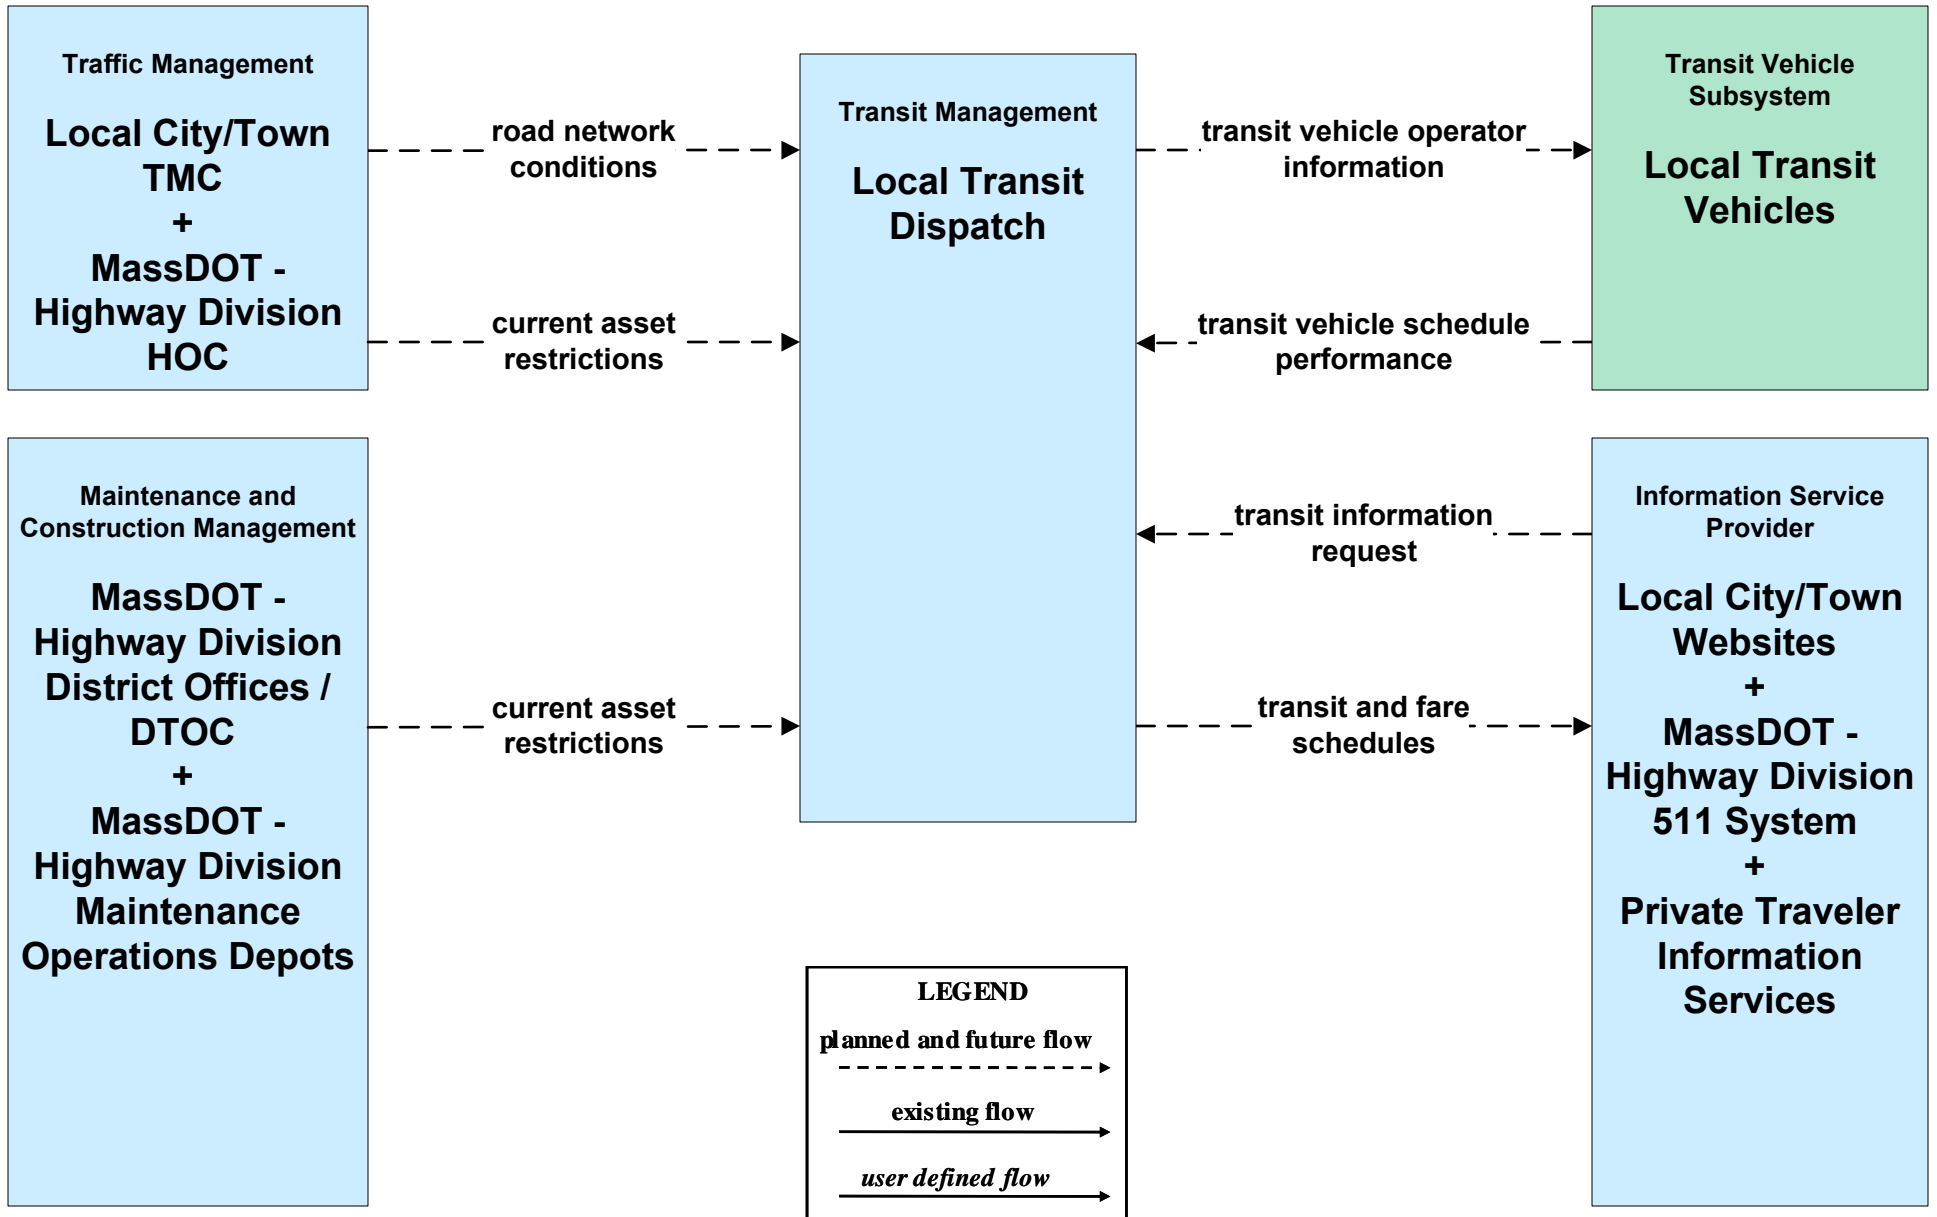 Traffic Management
Local City/Town
TMC
+
MassDOT -
Highway Division
HOC
road network
conditions
current asset
restrictions
Transit Management
Local Transit
Dispatch
transit vehicle operator
information
transit vehicle schedule
performance
Transit Vehicle
Subsystem
Local Transit
Vehicles
Maintenance and
Construction Management
MassDOT -
Highway Division
District Offices /
DTOC
+
MassDOT -
Highway Division
Maintenance
Operations Depots
current asset
restrictions
transit information
request
transit and fare
schedules
Information Service
Provider
Local City/Town
Websites
+
MassDOT -
Highway Division
511 System
+
Private Traveler
Information
Services
LEGEND
planned and future flow
existing flow
user defined flow